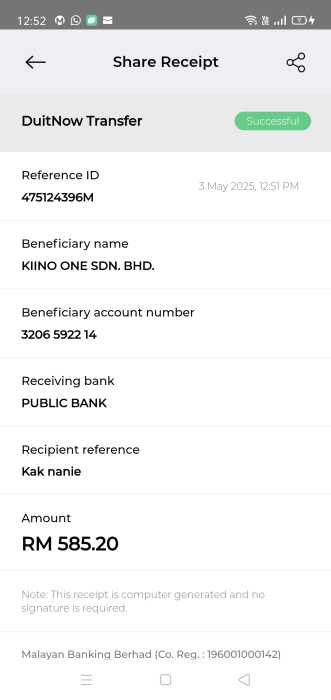 12:52
Share Receipt
DuitNow Transfer
Successful
Reference ID
3 May 2025, 12:51 PM
475124396M
Beneficiary name
KIINO ONE SDN. BHD.
Beneficiary account number
3206 5922 14
Receiving bank
PUBLIC BANK
Recipient reference
Kak nanie
Amount
RM 585.20
Note: This receipt is computer generated and no
signature is required.
Malayan Banking Berhad (Co. Reg. : 196001000142)